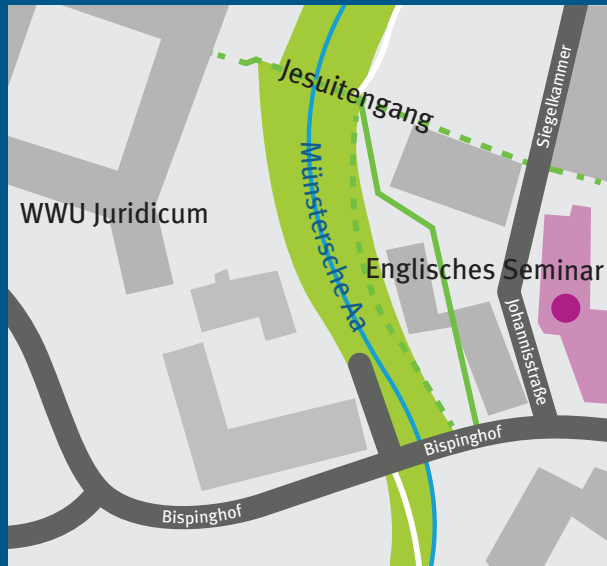 Jesuitengang
Siegelkammer
Münstersche Aa
WWU Juridicum
Englisches Seminar
Johannisstraße
Bispinghof
Bispinghof